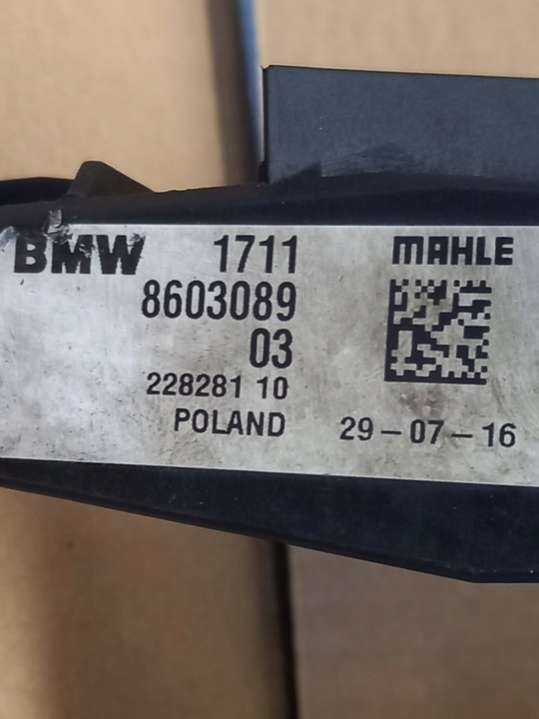 BMW 1711 MAHLE
8603089
03
228281 10
POLAND 29-07-16